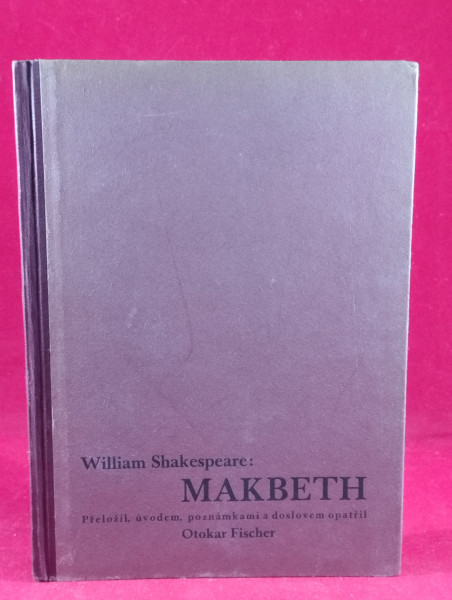 William Shakespeare:
MAKBETH
Přeložil, úvodem, poznámkami a doslovem opatřil
Otokar Fischer